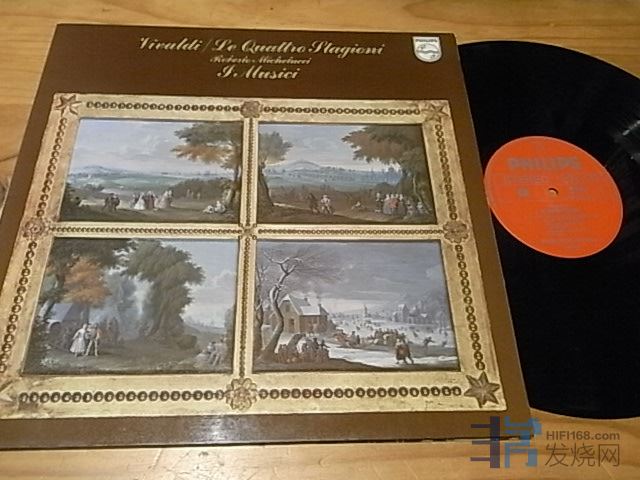 Vivaldi / Le Quattro Stagioni
Roberto Michelucci
I Musici
PHILIPS
PHILIPS
HIFI168.com
发烧网